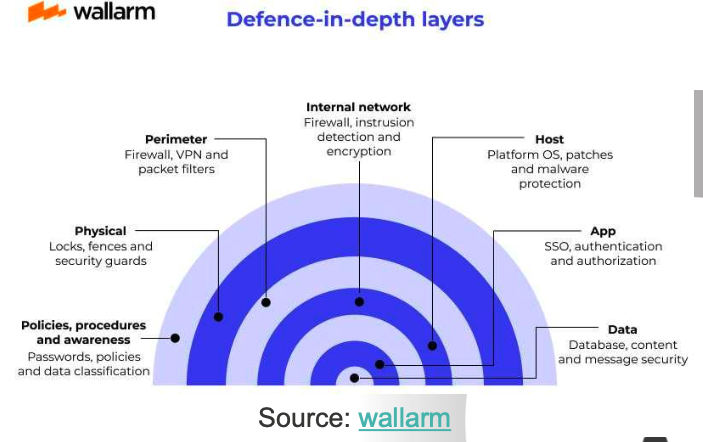 wallarm
Defence-in-depth layers
Internal network
Firewall, instrusion
detection and
encryption
Perimeter
Firewall, VPN and
packet filters
Host
Platform OS, patches
and malware
protection
Physical
Locks, fences and
security guards
App
SSO, authentication
and authorization
Policies, procedures
and awareness
Passwords, policies
and data classification
Data
Database, content
and message security
Source: wallarm